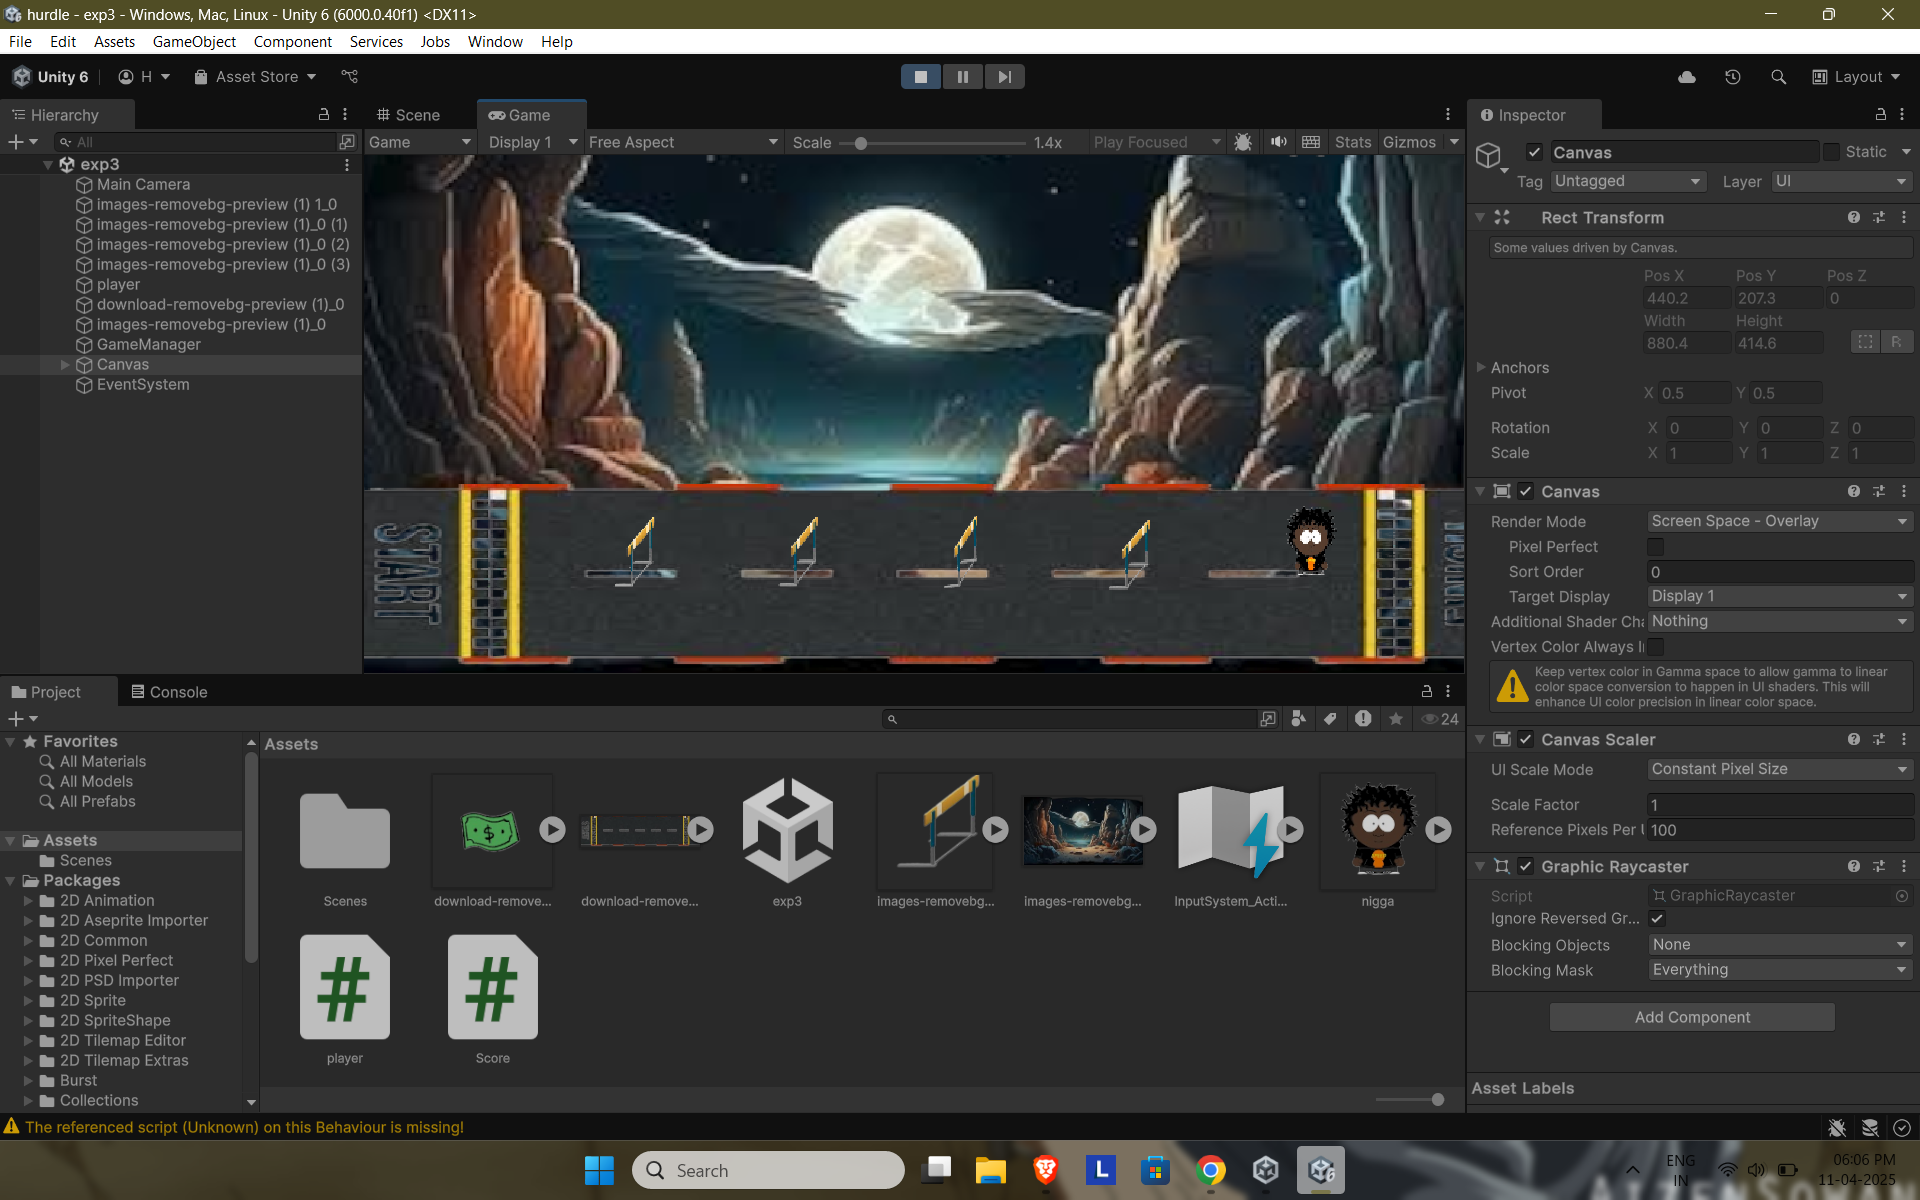 hurdle - exp3 - Windows, Mac, Linux - Unity 6 (6000.0.40f1) <DX11>
File Edit Assets GameObject Component Services Jobs Window Help
Unity 6 H Asset Store Layout
Hierarchy
All
exp3
Main Camera
images-removebg-preview (1) 1_0
images-removebg-preview (1)_0 (1)
images-removebg-preview (1)_0 (2)
images-removebg-preview (1)_0 (3)
player
download-removebg-preview (1)_0
images-removebg-preview (1)_0
GameManager
Canvas
EventSystem
Scene Game
Game Display 1 Free Aspect Scale 1.4x Play Focused Stats Gizmos
START
Inspector
Canvas Static
Tag Untagged Layer UI
Rect Transform
Some values driven by Canvas.
Pos X Pos Y Pos Z
440.2 207.3 0
Width Height
880.4 414.6 R
Anchors
Pivot X 0.5 Y 0.5
Rotation X 0 Y 0 Z 0
Scale X 1 Y 1 Z 1
Canvas
Render Mode Screen Space - Overlay
Pixel Perfect
Sort Order 0
Target Display Display 1
Additional Shader Cha Nothing
Vertex Color Always I
Keep vertex color in Gamma space to allow gamma to linear
color space conversion to happen in UI shaders. This will
enhance UI color precision in linear color space.
Canvas Scaler
UI Scale Mode Constant Pixel Size
Scale Factor 1
Reference Pixels Per U 100
Graphic Raycaster
Script GraphicRaycaster
Ignore Reversed Gr...
Blocking Objects None
Blocking Mask Everything
Add Component
Asset Labels
Project Console
24
Favorites
All Materials
All Models
All Prefabs
Assets
Scenes
Packages
2D Animation
2D Aseprite Importer
2D Common
2D Pixel Perfect
2D PSD Importer
2D Sprite
2D SpriteShape
2D Tilemap Editor
2D Tilemap Extras
Burst
Collections
Assets
Scenes download-remove... download-remove... exp3 images-removebg... images-removebg... InputSystem_Acti... nigga
player Score
The referenced script (Unknown) on this Behaviour is missing!
Search
ENG
IN
06:06 PM
11-04-2025